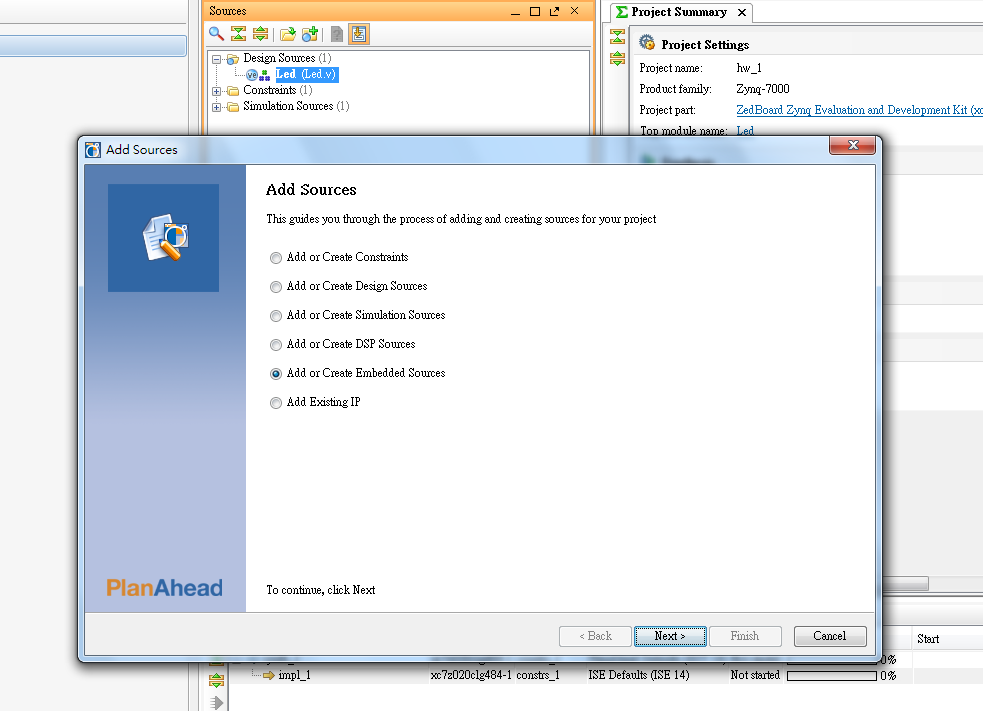 Sources
Project Summary
Design Sources (1)
Led (Led.v)
Constraints (1)
Simulation Sources (1)
Project Settings
Project name: hw_1
Product family: Zynq-7000
Project part: ZedBoard Zynq Evaluation and Development Kit (xc
Top module name: Led
Add Sources
Add Sources
This guides you through the process of adding and creating sources for your project
Add or Create Constraints
Add or Create Design Sources
Add or Create Simulation Sources
Add or Create DSP Sources
Add or Create Embedded Sources
Add Existing IP
PlanAhead
To continue, click Next
< Back
Next >
Finish
Cancel
Start
0%
impl_1 xc7z020clg484-1 constrs_1 ISE Defaults (ISE 14) Not started 0%